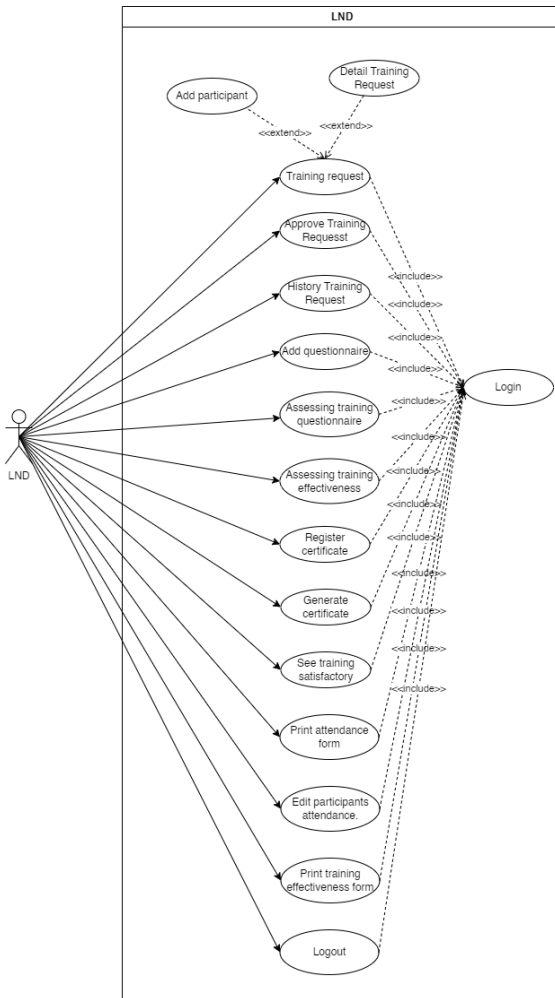 LND
Detail Training
Request
Add participant
<<extend>>
<<extend>>
Training request
Approve Training
Requesst
<<include>>
History Training
Request
<<include>>
<<include>>
Add questionnaire
<<include>>
Login
Assessing training
questionnaire
<<include>>
<<include>>
LND
Assessing training
effectiveness
<<include>>
<<include>>
Register
certificate
<<include>>
<<include>>
Generate
certificate
<<include>>
<<include>>
See training
satisfactory
<<include>>
Print attendance
form
Edit participants
attendance.
Print training
effectiveness form
Logout